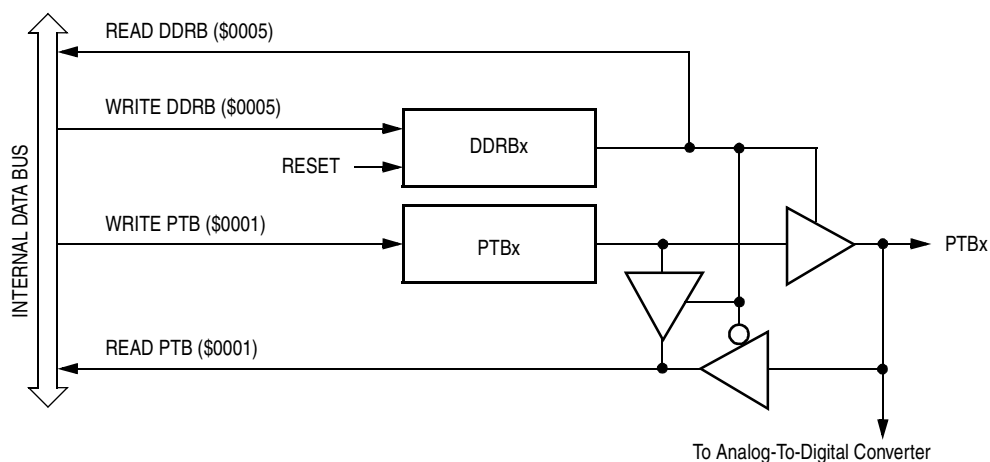 READ DDRB ($0005)
WRITE DDRB ($0005)
RESET
DDRBx
INTERNAL DATA BUS
WRITE PTB ($0001)
PTBx
PTBx
READ PTB ($0001)
To Analog-To-Digital Converter